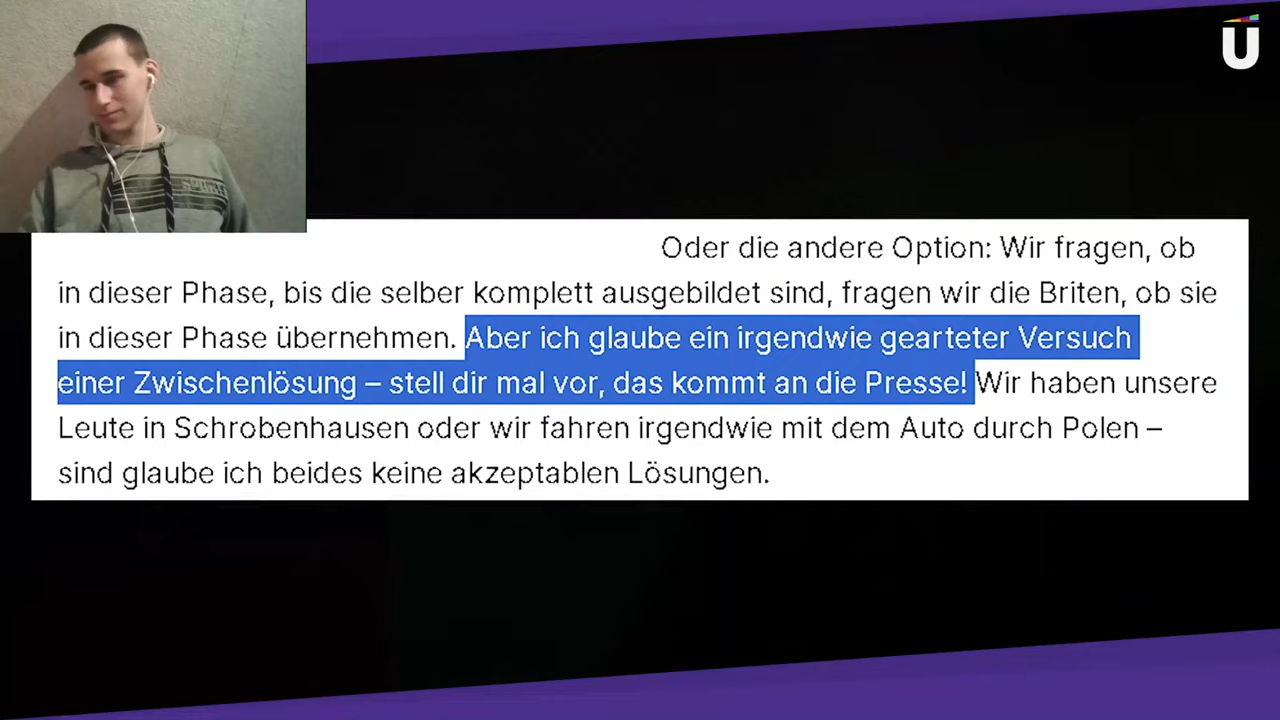 Ü
Oder die andere Option: Wir fragen, ob
in dieser Phase, bis die selber komplett ausgebildet sind, fragen wir die Briten, ob sie
in dieser Phase übernehmen. Aber ich glaube ein irgendwie gearteter Versuch
einer Zwischenlösung – stell dir mal vor, das kommt an die Presse! Wir haben unsere
Leute in Schrobenhausen oder wir fahren irgendwie mit dem Auto durch Polen –
sind glaube ich beides keine akzeptablen Lösungen.